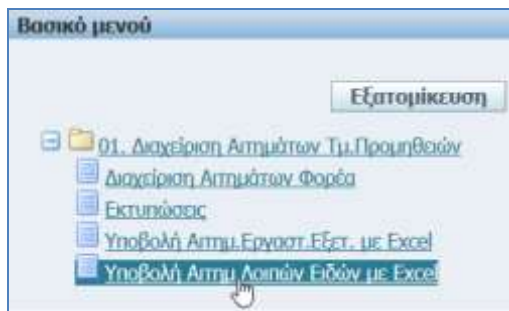 Βασικό μενού
Εξατομίκευση
01. Διαχείριση Αιτημάτων Τμ.Προμηθειών
Διαχείριση Αιτημάτων Φορέα
Εκτυπώσεις
Υποβολή Αιτημ.Εργαστ.Εξετ. με Excel
Υποβολή Αιτημ Λοιπών Ειδών με Excel